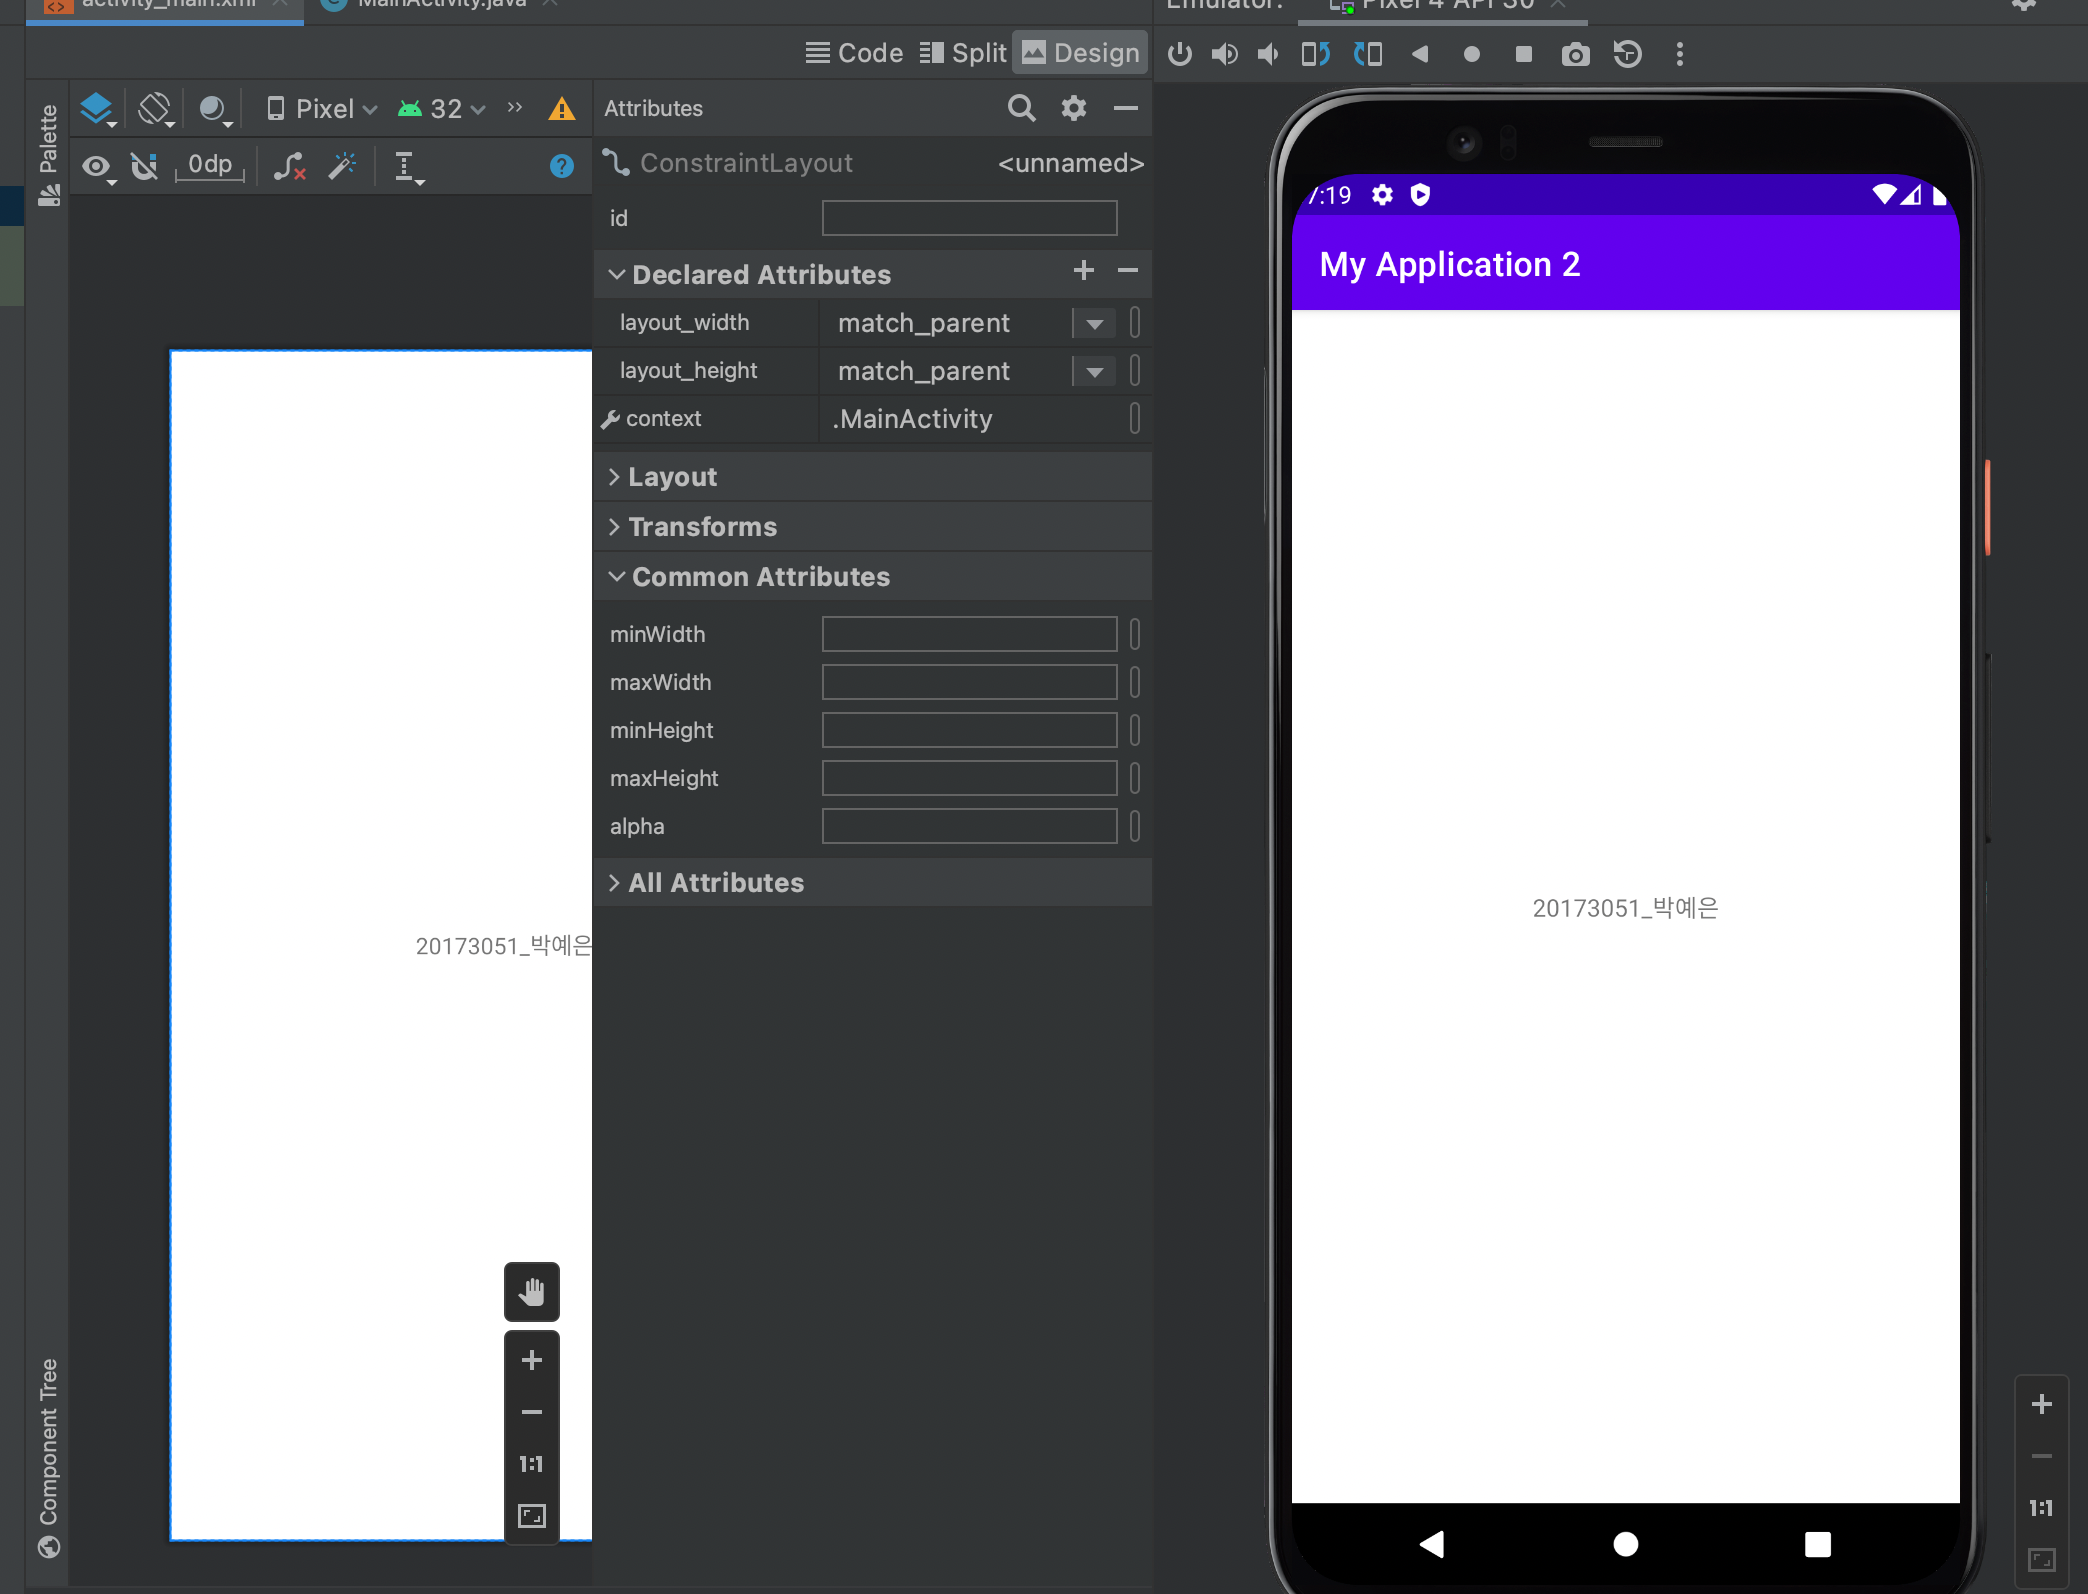 activity_main.xml
MainActivity.java
Emulator:
Pixel 4 API 30
Code
Split
Design
Palette
Pixel
32
0dp
Attributes
ConstraintLayout
<unnamed>
id
Declared Attributes
layout_width
match_parent
layout_height
match_parent
context
.MainActivity
Layout
Transforms
Common Attributes
minWidth
maxWidth
minHeight
maxHeight
alpha
All Attributes
20173051_박예은
1:1
Component Tree
7:19
My Application 2
20173051_박예은
1:1